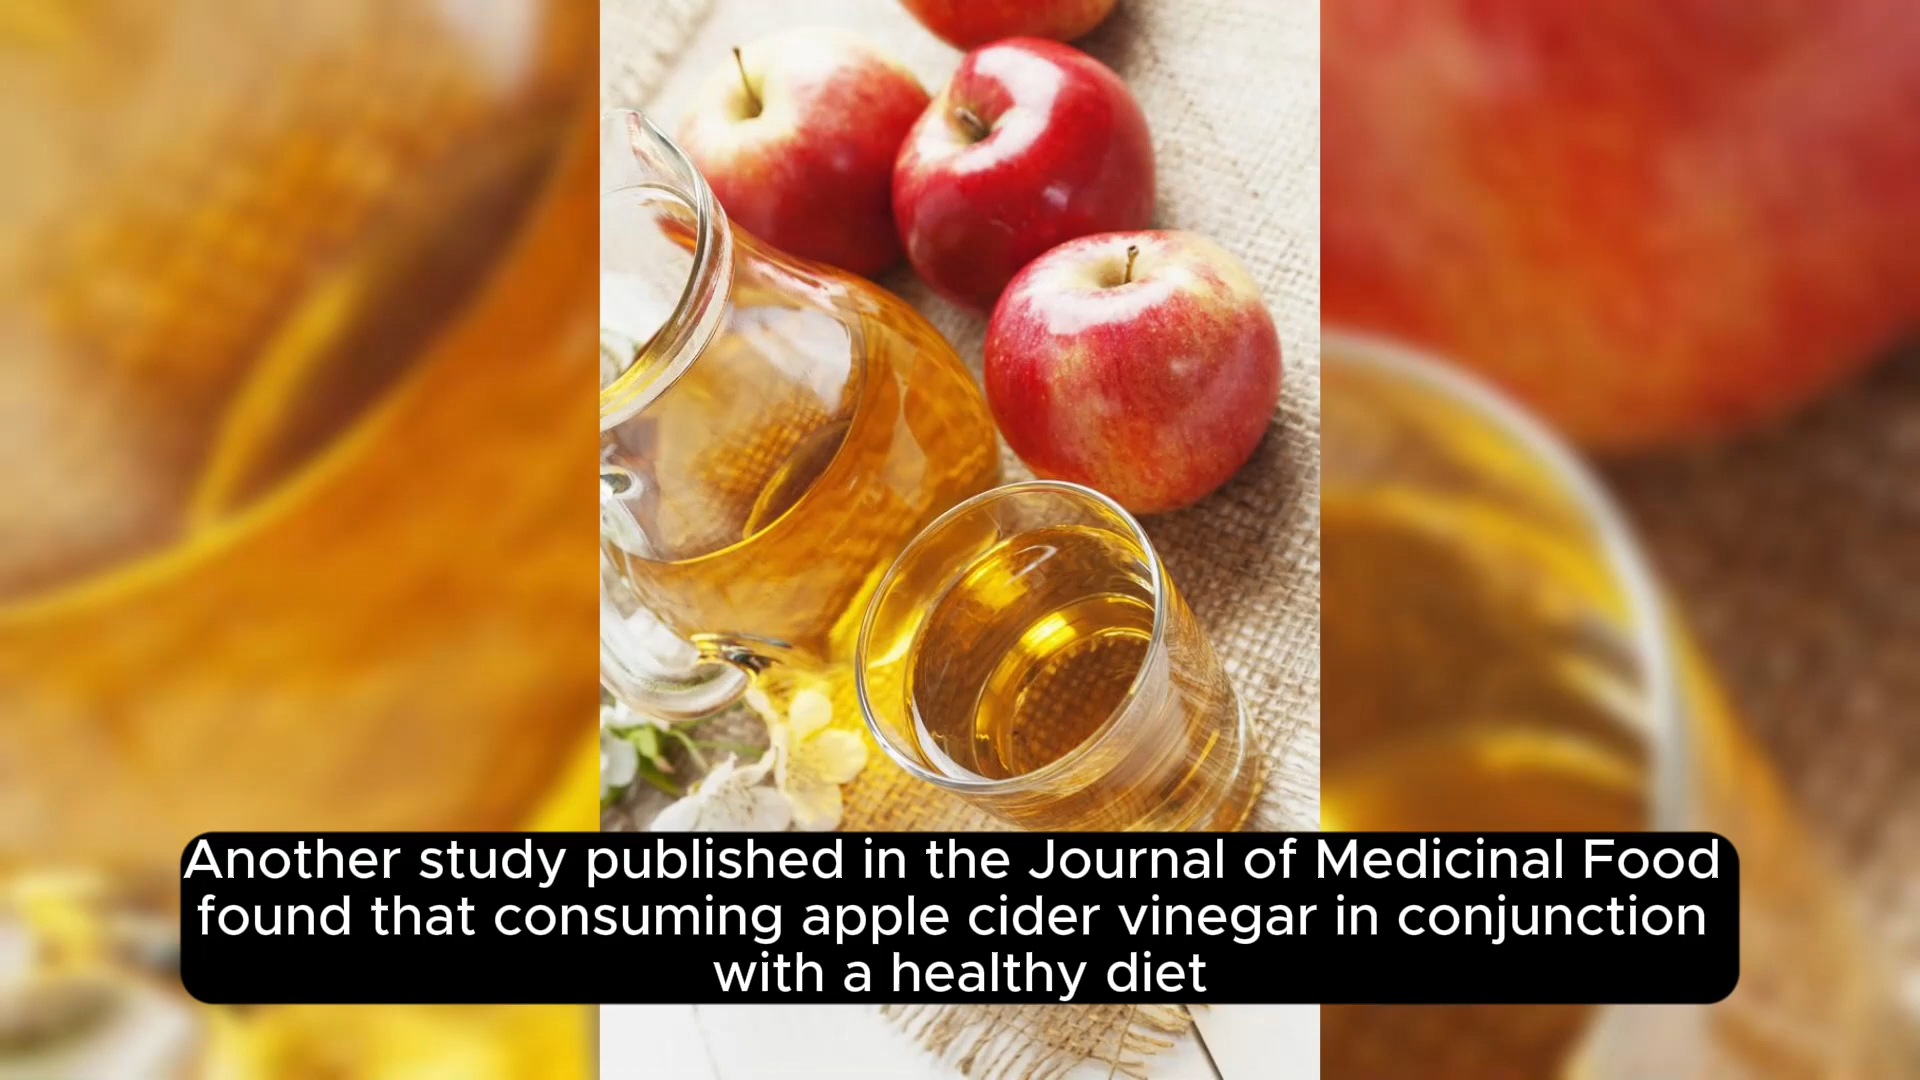 Another study published in the Journal of Medicinal Food
found that consuming apple cider vinegar in conjunction
with a healthy diet